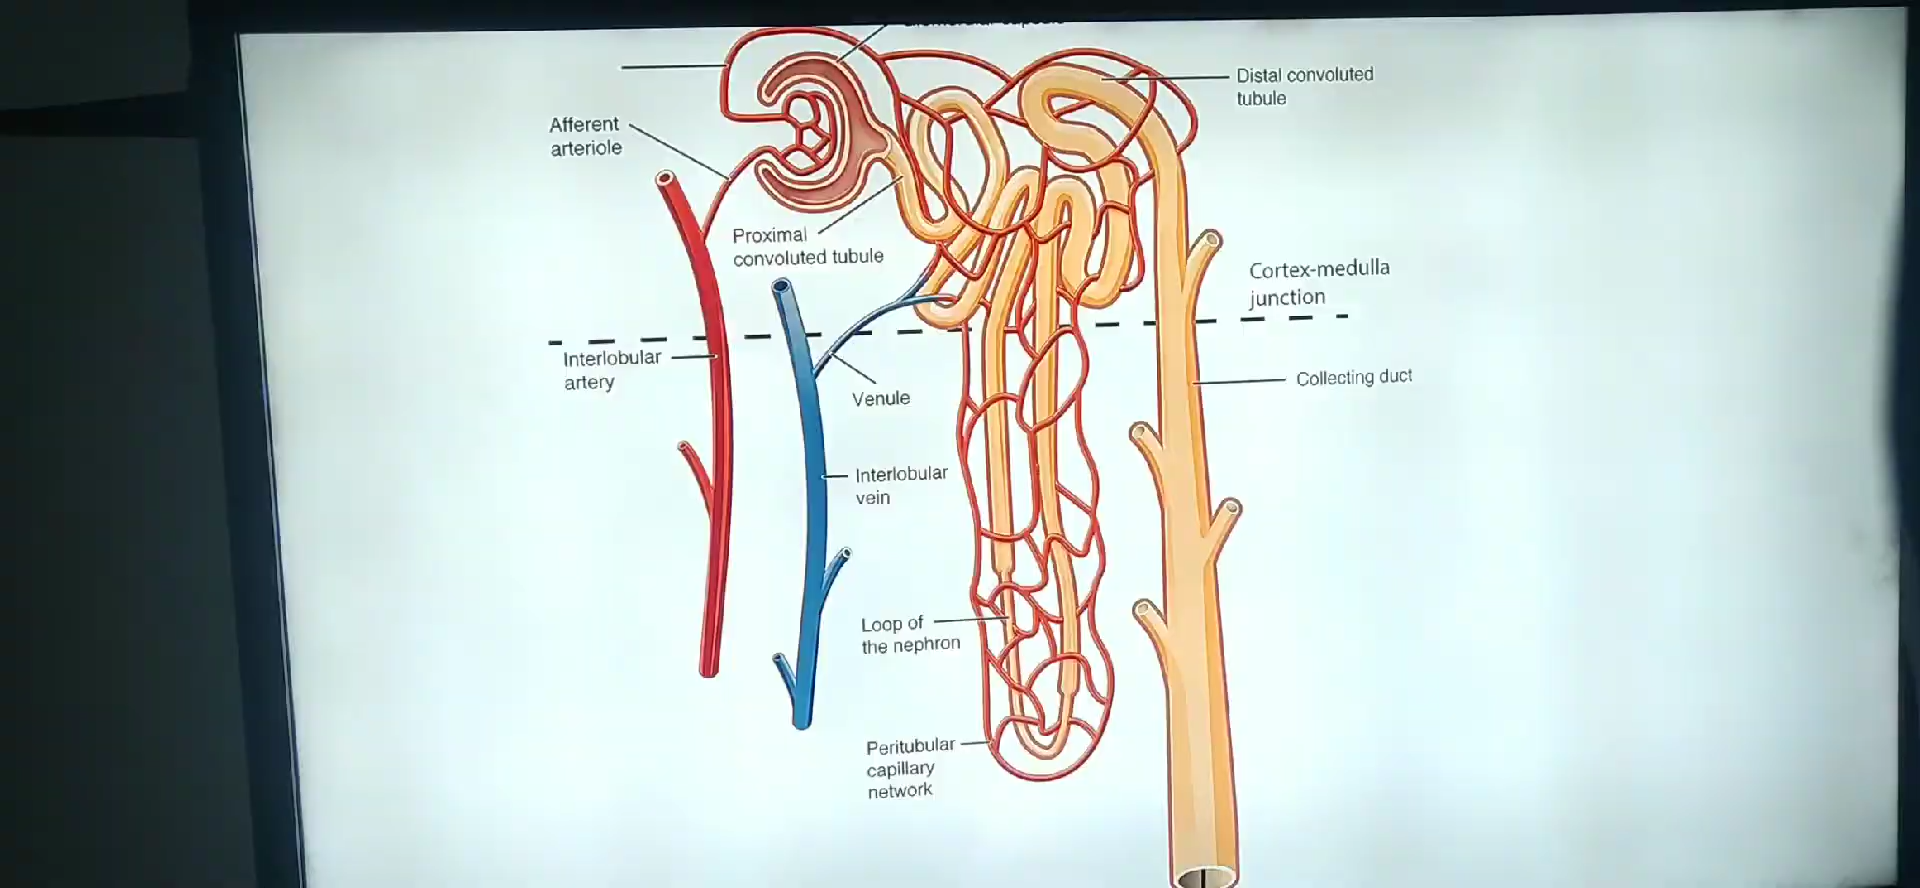 Distal convoluted
tubule
Afferent
arteriole
Proximal
convoluted tubule
Cortex-medulla
junction
Interlobular
artery
Venule
Collecting duct
Interlobular
vein
Loop of
the nephron
Peritubular
capillary
network